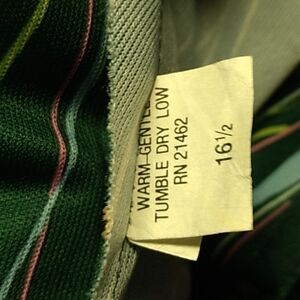 WARM-GENTLE
TUMBLE DRY LOW
RN 21462
16½